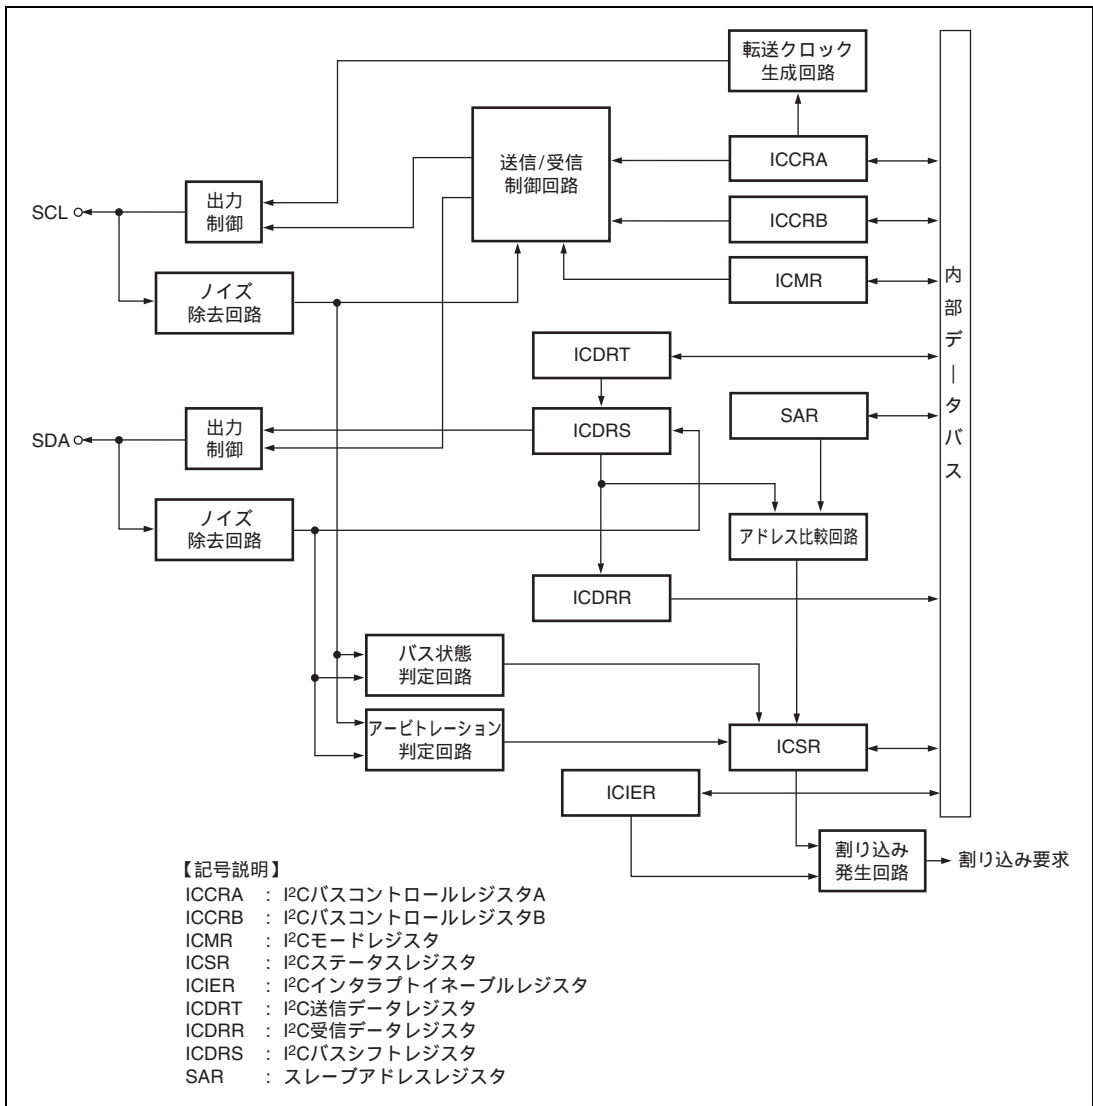 転送クロック
生成回路
送信/受信
制御回路
ICCRA
ICCRB
ICMR
SCL
出力
制御
ノイズ
除去回路
ICDRT
ICDRS
SAR
SDA
出力
制御
ノイズ
除去回路
アドレス比較回路
ICDRR
バス状態
判定回路
アービトレーション
判定回路
ICSR
ICIER
割り込み
発生回路
割り込み要求
内部データバス
【記号説明】
ICCRA : I²CバスコントロールレジスタA
ICCRB : I²CバスコントロールレジスタB
ICMR : I²Cモードレジスタ
ICSR : I²Cステータスレジスタ
ICIER : I²Cインタラプトイネーブルレジスタ
ICDRT : I²C送信データレジスタ
ICDRR : I²C受信データレジスタ
ICDRS : I²Cバスシフトレジスタ
SAR : スレーブアドレスレジスタ